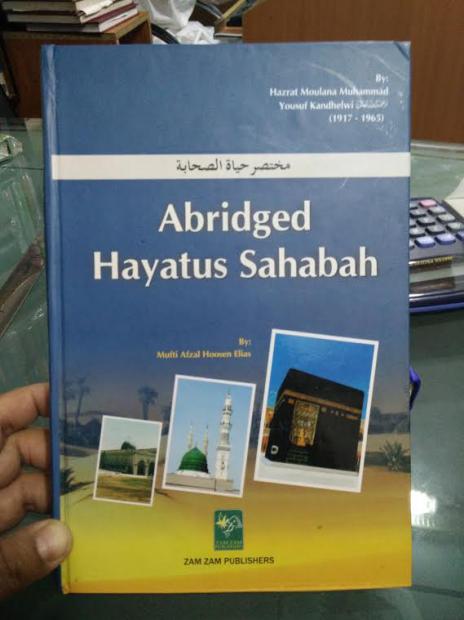 By:
Hazrat Moulana Muhammad
Yousuf Kandhelwi
(1917 - 1965)
مختصر حياة الصحابة
Abridged
Hayatus Sahabah
By:
Mufti Afzal Hoosen Elias
ZAM ZAM PUBLISHERS